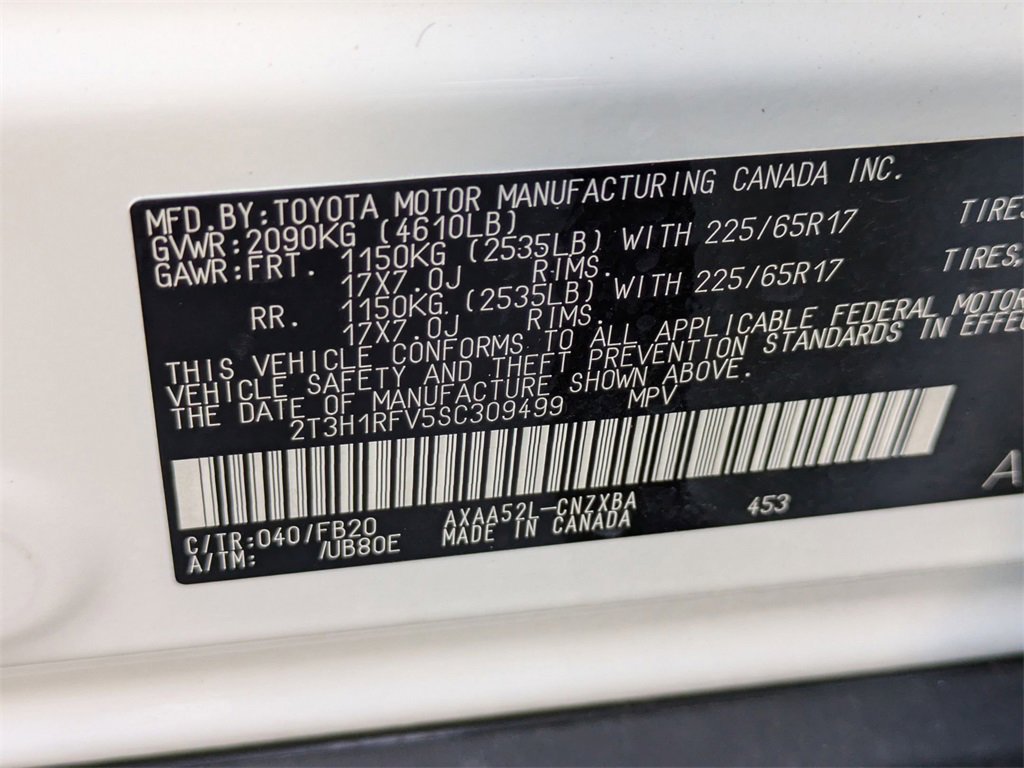 MFD.BY:TOYOTA MOTOR MANUFACTURING CANADA INC.
GVWR:2090KG (4610LB)
GAWR:FRT. 1150KG (2535LB) WITH 225/65R17 TIRES
17X7.0J RIMS.
RR. 1150KG (2535LB) WITH 225/65R17 TIRES,
17X7.0J RIMS.
THIS VEHICLE CONFORMS TO ALL APPLICABLE FEDERAL MOTOR
VEHICLE SAFETY AND THEFT PREVENTION STANDARDS IN EFFEC
THE DATE OF MANUFACTURE SHOWN ABOVE.
2T3H1RFV5SC309499 MPV
C/TR:040/FB20 AXAA52L-CNZXBA 453
A/TM: /UB80E MADE IN CANADA
A